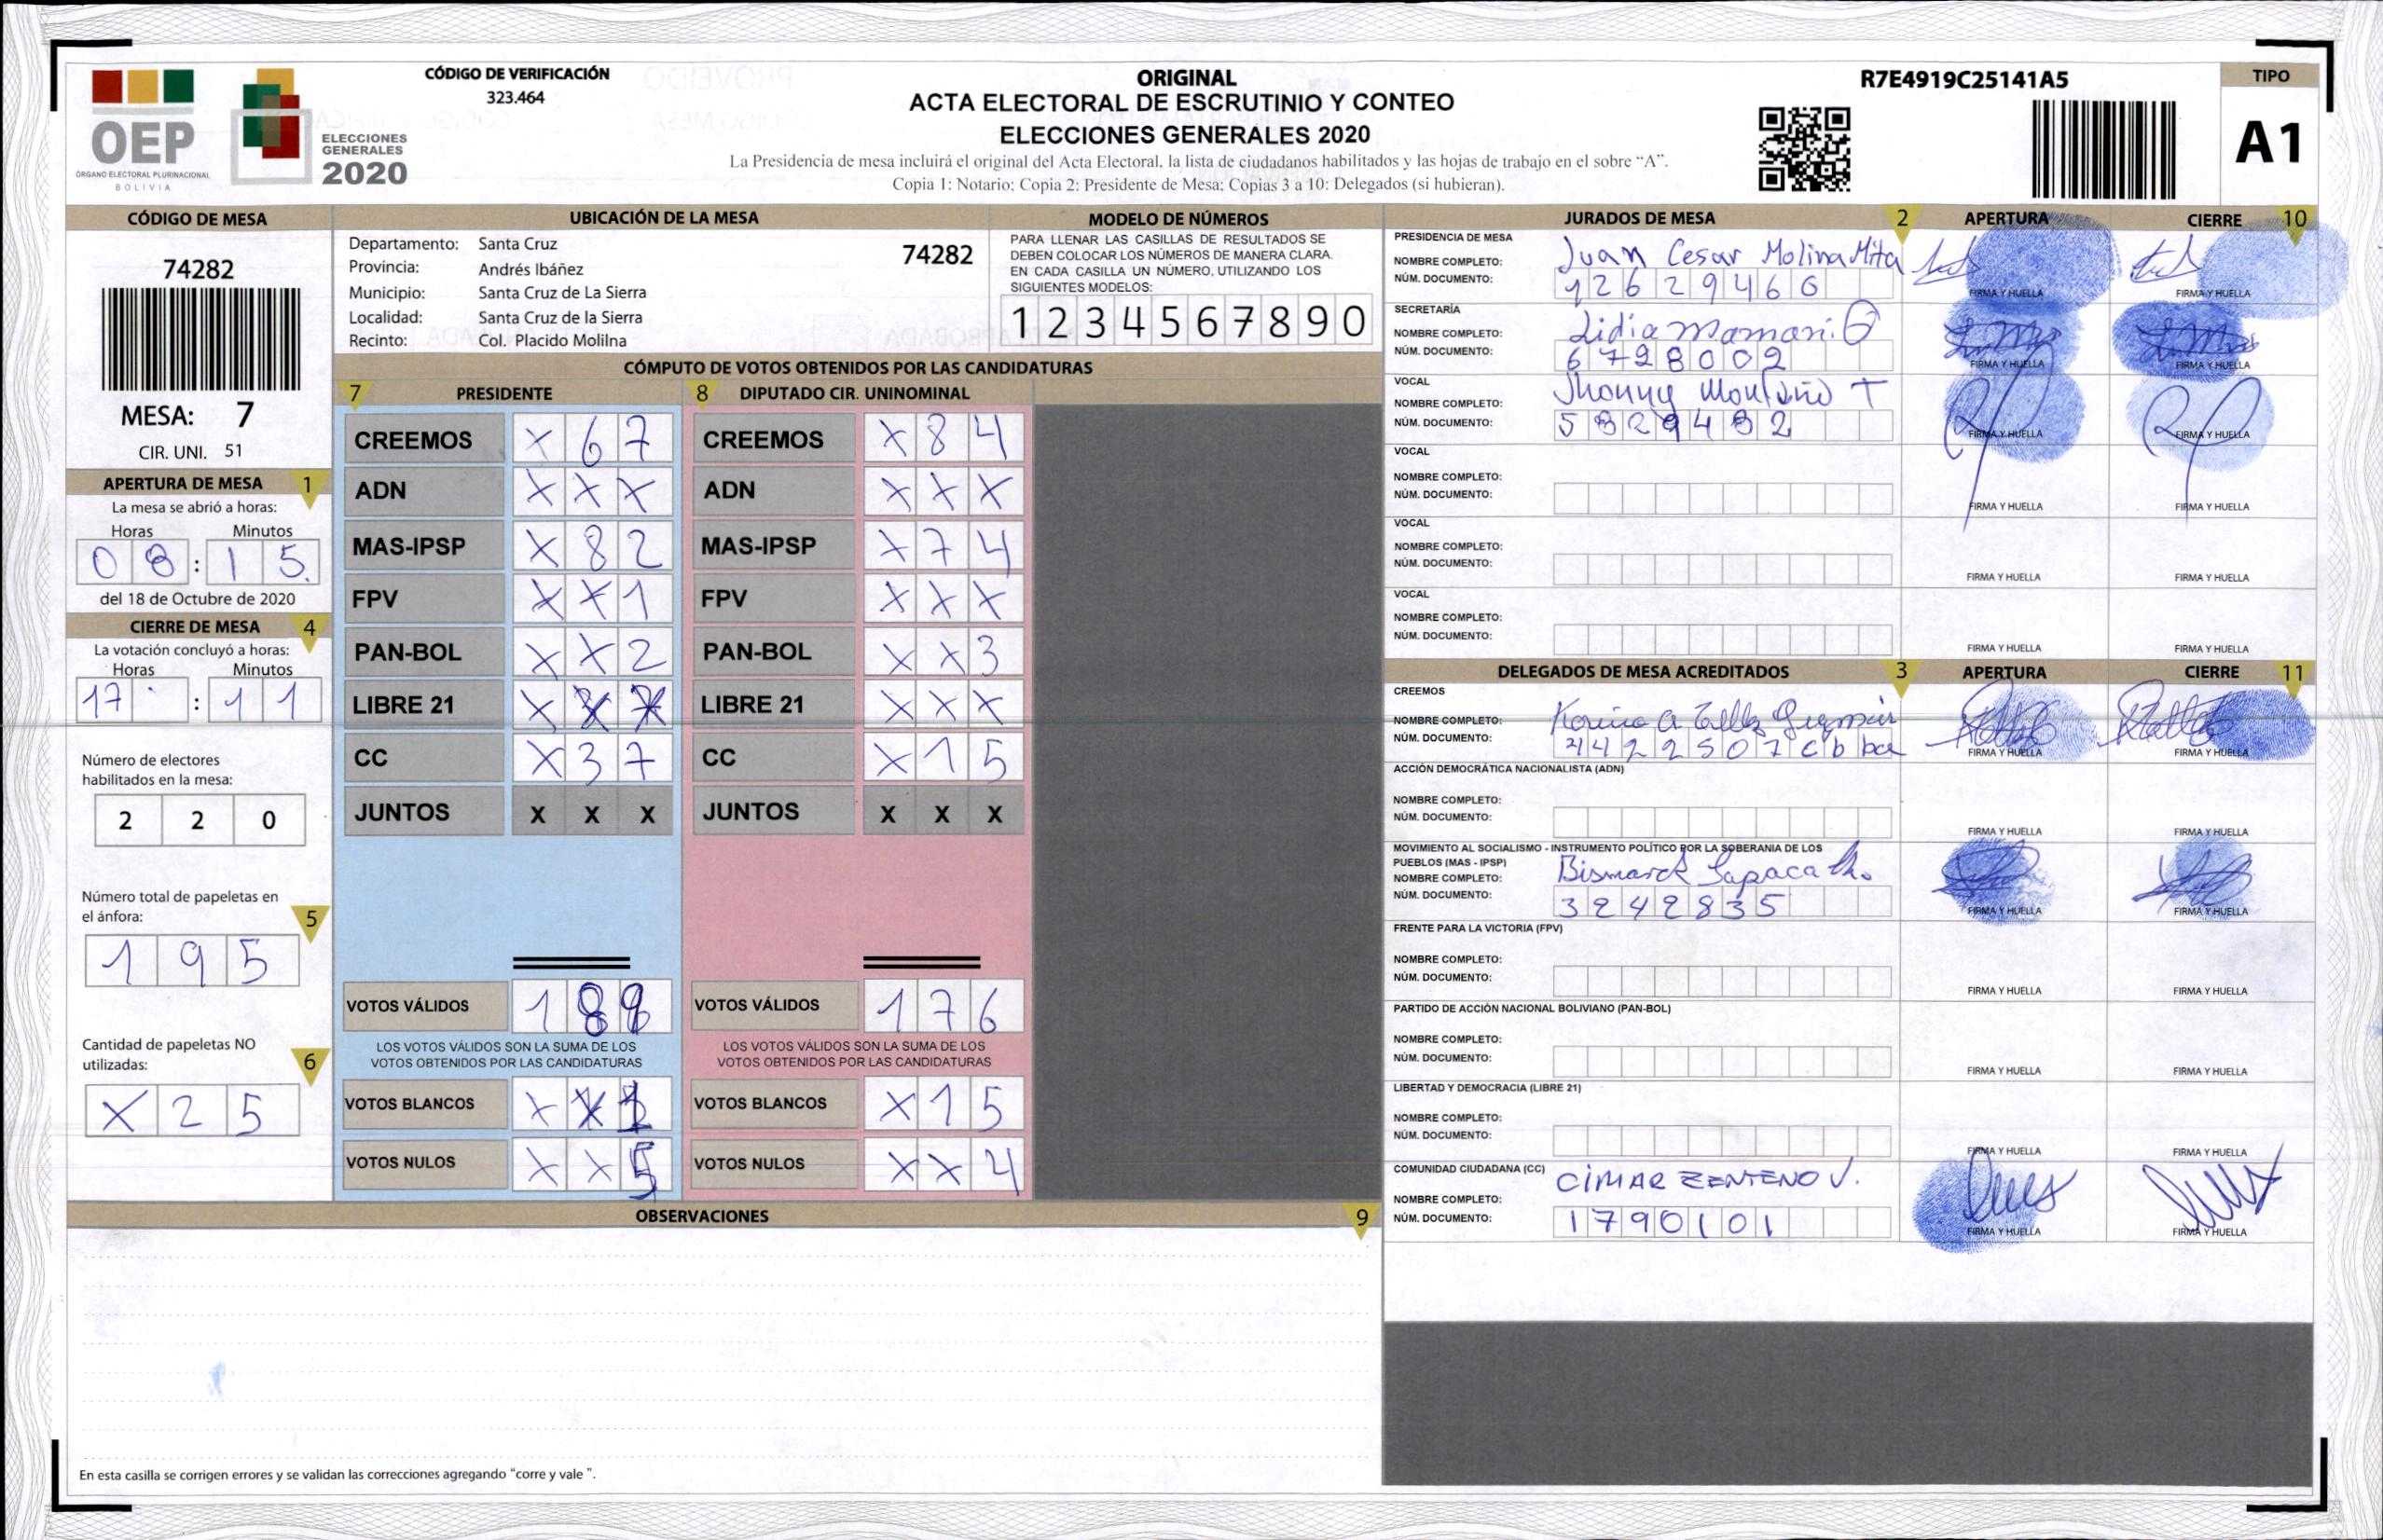 CÓDIGO DE VERIFICACIÓN
323.464
ORIGINAL
ACTA ELECTORAL DE ESCRUTINIO Y CONTEO
ELECCIONES GENERALES 2020
La Presidencia de mesa incluirá el original del Acta Electoral, la lista de ciudadanos habilitados y las hojas de trabajo en el sobre “A”.
Copia 1: Notario; Copia 2: Presidente de Mesa; Copias 3 a 10: Delegados (si hubieran).
R7E4919C25141A5
TIPO
A1
OEP
ÓRGANO ELECTORAL PLURINACIONAL
BOLIVIA
ELECCIONES
GENERALES
2020
CÓDIGO DE MESA
74282
MESA: 7
CIR. UNI. 51
APERTURA DE MESA 1
La mesa se abrió a horas:
Horas Minutos
0 8 : 1 5
del 18 de Octubre de 2020
CIERRE DE MESA 4
La votación concluyó a horas:
Horas Minutos
17 : 1 1
Número de electores
habilitados en la mesa:
2 2 0
Número total de papeletas en
el ánfora: 5
1 9 5
Cantidad de papeletas NO
utilizadas: 6
X 2 5
UBICACIÓN DE LA MESA
Departamento: Santa Cruz 74282
Provincia: Andrés Ibáñez
Municipio: Santa Cruz de La Sierra
Localidad: Santa Cruz de la Sierra
Recinto: Col. Placido Molilna
MODELO DE NÚMEROS
PARA LLENAR LAS CASILLAS DE RESULTADOS SE
DEBEN COLOCAR LOS NÚMEROS DE MANERA CLARA.
EN CADA CASILLA UN NÚMERO, UTILIZANDO LOS
SIGUIENTES MODELOS:
1 2 3 4 5 6 7 8 9 0
CÓMPUTO DE VOTOS OBTENIDOS POR LAS CANDIDATURAS
7 PRESIDENTE 8 DIPUTADO CIR. UNINOMINAL
CREEMOS X 6 7 CREEMOS X 8 4
ADN X X X ADN X X X
MAS-IPSP X 8 2 MAS-IPSP X 7 4
FPV X X 1 FPV X X X
PAN-BOL X X 2 PAN-BOL X X 3
LIBRE 21 X X X LIBRE 21 X X X
CC X 3 7 CC X 1 5
JUNTOS X X X JUNTOS X X X
VOTOS VÁLIDOS 1 8 9 VOTOS VÁLIDOS 1 7 6
LOS VOTOS VÁLIDOS SON LA SUMA DE LOS LOS VOTOS VÁLIDOS SON LA SUMA DE LOS
VOTOS OBTENIDOS POR LAS CANDIDATURAS VOTOS OBTENIDOS POR LAS CANDIDATURAS
VOTOS BLANCOS X X 1 VOTOS BLANCOS X 1 5
VOTOS NULOS X X 5 VOTOS NULOS X X 4
OBSERVACIONES 9
En esta casilla se corrigen errores y se validan las correcciones agregando “corre y vale ”.
JURADOS DE MESA 2 APERTURA CIERRE 10
PRESIDENCIA DE MESA
NOMBRE COMPLETO: Juan Cesar Molina Mita
NÚM. DOCUMENTO: 1 2 6 2 9 4 6 6
FIRMA Y HUELLA FIRMA Y HUELLA
SECRETARÍA
NOMBRE COMPLETO: Lidia Mamani
NÚM. DOCUMENTO: 6 7 2 8 0 0 2
FIRMA Y HUELLA FIRMA Y HUELLA
VOCAL
NOMBRE COMPLETO: Jhonny Montaño T
NÚM. DOCUMENTO: 5 8 2 9 4 8 2
FIRMA Y HUELLA FIRMA Y HUELLA
VOCAL
NOMBRE COMPLETO:
NÚM. DOCUMENTO:
FIRMA Y HUELLA FIRMA Y HUELLA
VOCAL
NOMBRE COMPLETO:
NÚM. DOCUMENTO:
FIRMA Y HUELLA FIRMA Y HUELLA
VOCAL
NOMBRE COMPLETO:
NÚM. DOCUMENTO:
FIRMA Y HUELLA FIRMA Y HUELLA
DELEGADOS DE MESA ACREDITADOS 3 APERTURA CIERRE 11
CREEMOS
NOMBRE COMPLETO:
NÚM. DOCUMENTO: 4 4 2 2 5 0 7 c b ba
FIRMA Y HUELLA FIRMA Y HUELLA
ACCIÓN DEMOCRÁTICA NACIONALISTA (ADN)
NOMBRE COMPLETO:
NÚM. DOCUMENTO:
FIRMA Y HUELLA FIRMA Y HUELLA
MOVIMIENTO AL SOCIALISMO - INSTRUMENTO POLÍTICO POR LA SOBERANIA DE LOS
PUEBLOS (MAS - IPSP)
NOMBRE COMPLETO: Bismarck
NÚM. DOCUMENTO: 3 2 4 2 8 3 5
FIRMA Y HUELLA FIRMA Y HUELLA
FRENTE PARA LA VICTORIA (FPV)
NOMBRE COMPLETO:
NÚM. DOCUMENTO:
FIRMA Y HUELLA FIRMA Y HUELLA
PARTIDO DE ACCIÓN NACIONAL BOLIVIANO (PAN-BOL)
NOMBRE COMPLETO:
NÚM. DOCUMENTO:
FIRMA Y HUELLA FIRMA Y HUELLA
LIBERTAD Y DEMOCRACIA (LIBRE 21)
NOMBRE COMPLETO:
NÚM. DOCUMENTO:
FIRMA Y HUELLA FIRMA Y HUELLA
COMUNIDAD CIUDADANA (CC)
NOMBRE COMPLETO: CIMAR ZENTENO V.
NÚM. DOCUMENTO: 1 7 9 0 1 0 1
FIRMA Y HUELLA FIRMA Y HUELLA